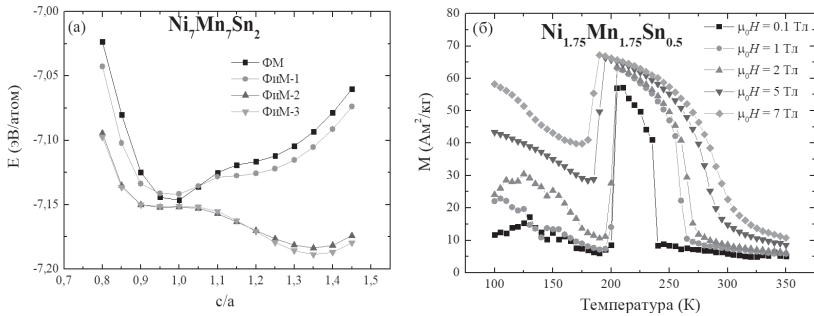 (а)
Ni₇Mn₇Sn₂
ФМ
ФиМ-1
ФиМ-2
ФиМ-3
E (эВ/атом)
-7,00
-7,05
-7,10
-7,15
-7,20
0,7 0,8 0,9 1,0 1,1 1,2 1,3 1,4 1,5
c/a
(б)
Ni₁.₇₅Mn₁.₇₅Sn₀.₅
μ₀H = 0.1 Тл
μ₀H = 1 Тл
μ₀H = 2 Тл
μ₀H = 5 Тл
μ₀H = 7 Тл
М (Ам²/кг)
80
70
60
50
40
30
20
10
0
100 150 200 250 300 350
Температура (К)